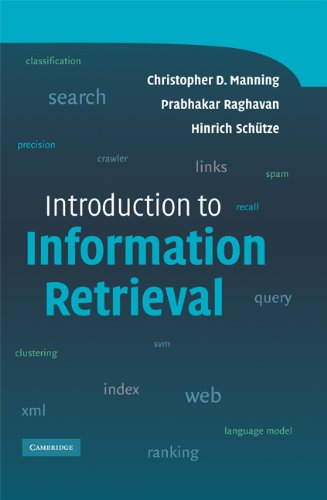 classification
Christopher D. Manning
search
Prabhakar Raghavan
Hinrich Schütze
precision
crawler
links
spam
Introduction to
recall
Information
Retrieval
query
svm
clustering
index
web
xml
language model
CAMBRIDGE
ranking